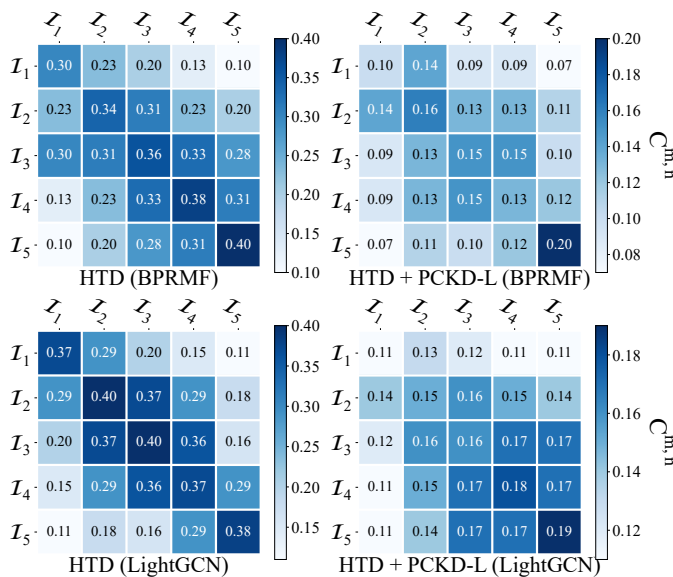 I₁ I₂ I₃ I₄ I₅ I₁ I₂ I₃ I₄ I₅
I₁ 0.30 0.23 0.20 0.13 0.10 0.40 I₁ 0.10 0.14 0.09 0.09 0.07 0.20
I₂ 0.23 0.34 0.31 0.23 0.20 0.35 I₂ 0.14 0.16 0.13 0.13 0.11 0.18
I₃ 0.30 0.31 0.36 0.33 0.28 0.30 0.25 I₃ 0.09 0.13 0.15 0.15 0.10 0.16 0.14 C^{m, n}
I₄ 0.13 0.23 0.33 0.38 0.31 0.20 I₄ 0.09 0.13 0.15 0.13 0.12 0.12
I₅ 0.10 0.20 0.28 0.31 0.40 0.15 0.10 I₅ 0.07 0.11 0.10 0.12 0.20 0.10 0.08
HTD (BPRMF) HTD + PCKD-L (BPRMF)
I₁ I₂ I₃ I₄ I₅ I₁ I₂ I₃ I₄ I₅
I₁ 0.37 0.29 0.20 0.15 0.11 0.40 I₁ 0.11 0.13 0.12 0.11 0.11 0.18
I₂ 0.29 0.40 0.37 0.29 0.18 0.35 0.30 I₂ 0.14 0.15 0.16 0.15 0.14 0.16
I₃ 0.20 0.37 0.40 0.36 0.16 0.25 I₃ 0.12 0.16 0.16 0.17 0.17 C^{m, n}
I₄ 0.15 0.29 0.36 0.37 0.29 0.20 I₄ 0.11 0.15 0.17 0.18 0.17 0.14
I₅ 0.11 0.18 0.16 0.29 0.38 0.15 I₅ 0.11 0.14 0.17 0.17 0.19 0.12
HTD (LightGCN) HTD + PCKD-L (LightGCN)